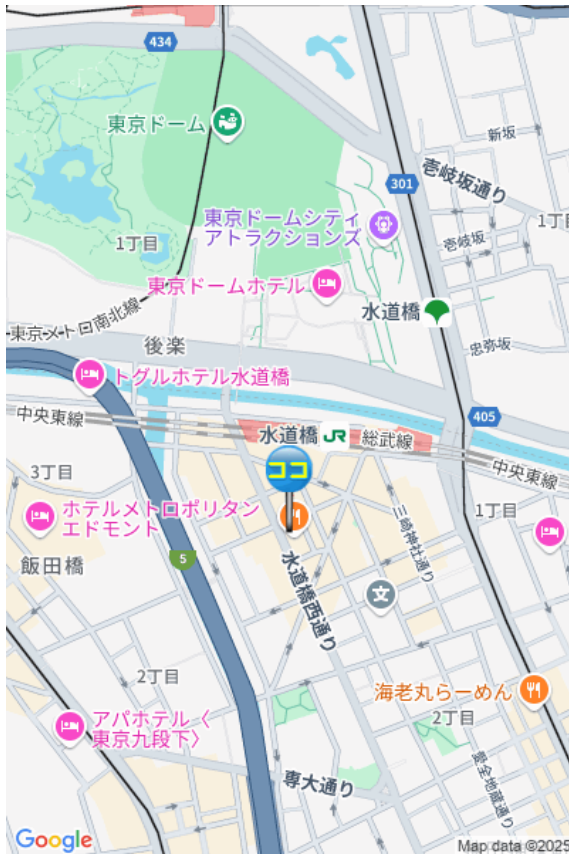 434
東京ドーム
新坂
301
壱岐坂通り
東京ドームシティ
アトラクションズ
1丁目
1丁目
壱岐坂
東京ドームホテル
水道橋
東京メトロ南北線
後楽
忠弥坂
トグルホテル水道橋
405
中央東線
水道橋 JR 総武線
中央東線
ココ
3丁目
ホテルメトロポリタン
エドモント
1丁目
三崎神社通り
飯田橋
5
水道橋西通り
文
2丁目
海老丸らーめん
2丁目
アパホテル〈
東京九段下〉
専大通り
愛全地蔵通り
Google
Map data ©2025